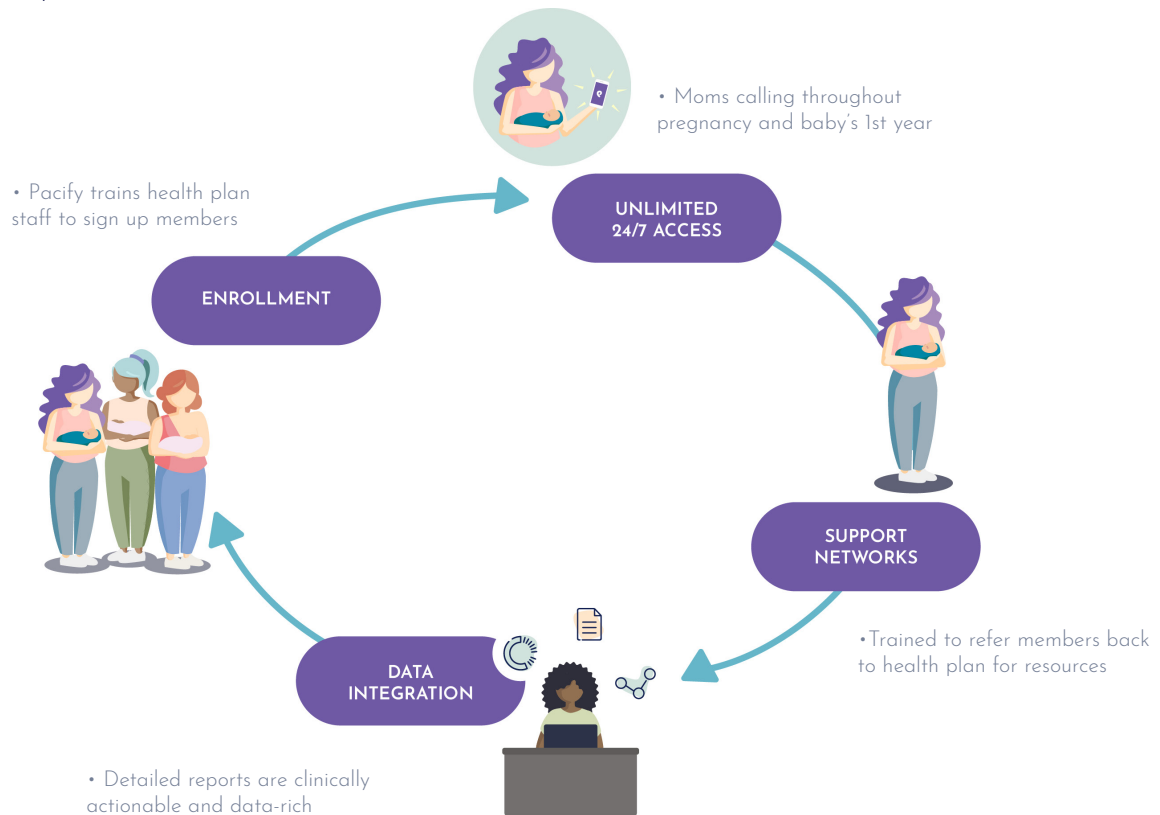 • Moms calling throughout
pregnancy and baby's 1st year
• Pacify trains health plan
staff to sign up members
UNLIMITED
24/7 ACCESS
ENROLLMENT
SUPPORT
NETWORKS
•Trained to refer members back
to health plan for resources
DATA
INTEGRATION
• Detailed reports are clinically
actionable and data-rich